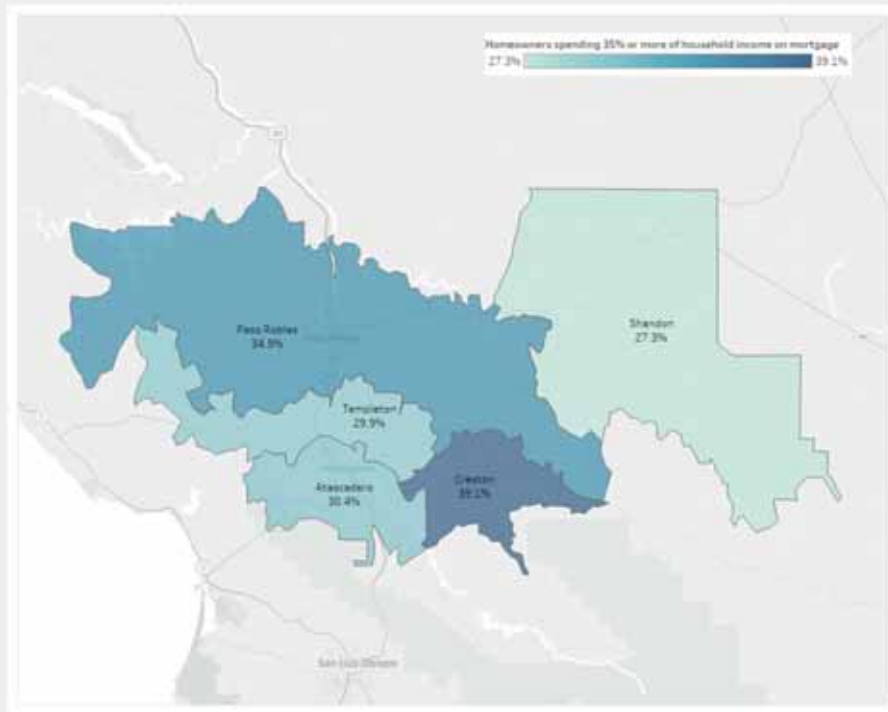 Homeowners spending 35% or more of household income on mortgage
27.3% 39.1%
Paso Robles
34.9%
Shandon
27.3%
Templeton
29.9%
Creston
39.1%
Atascadero
30.4%
San Luis Obispo